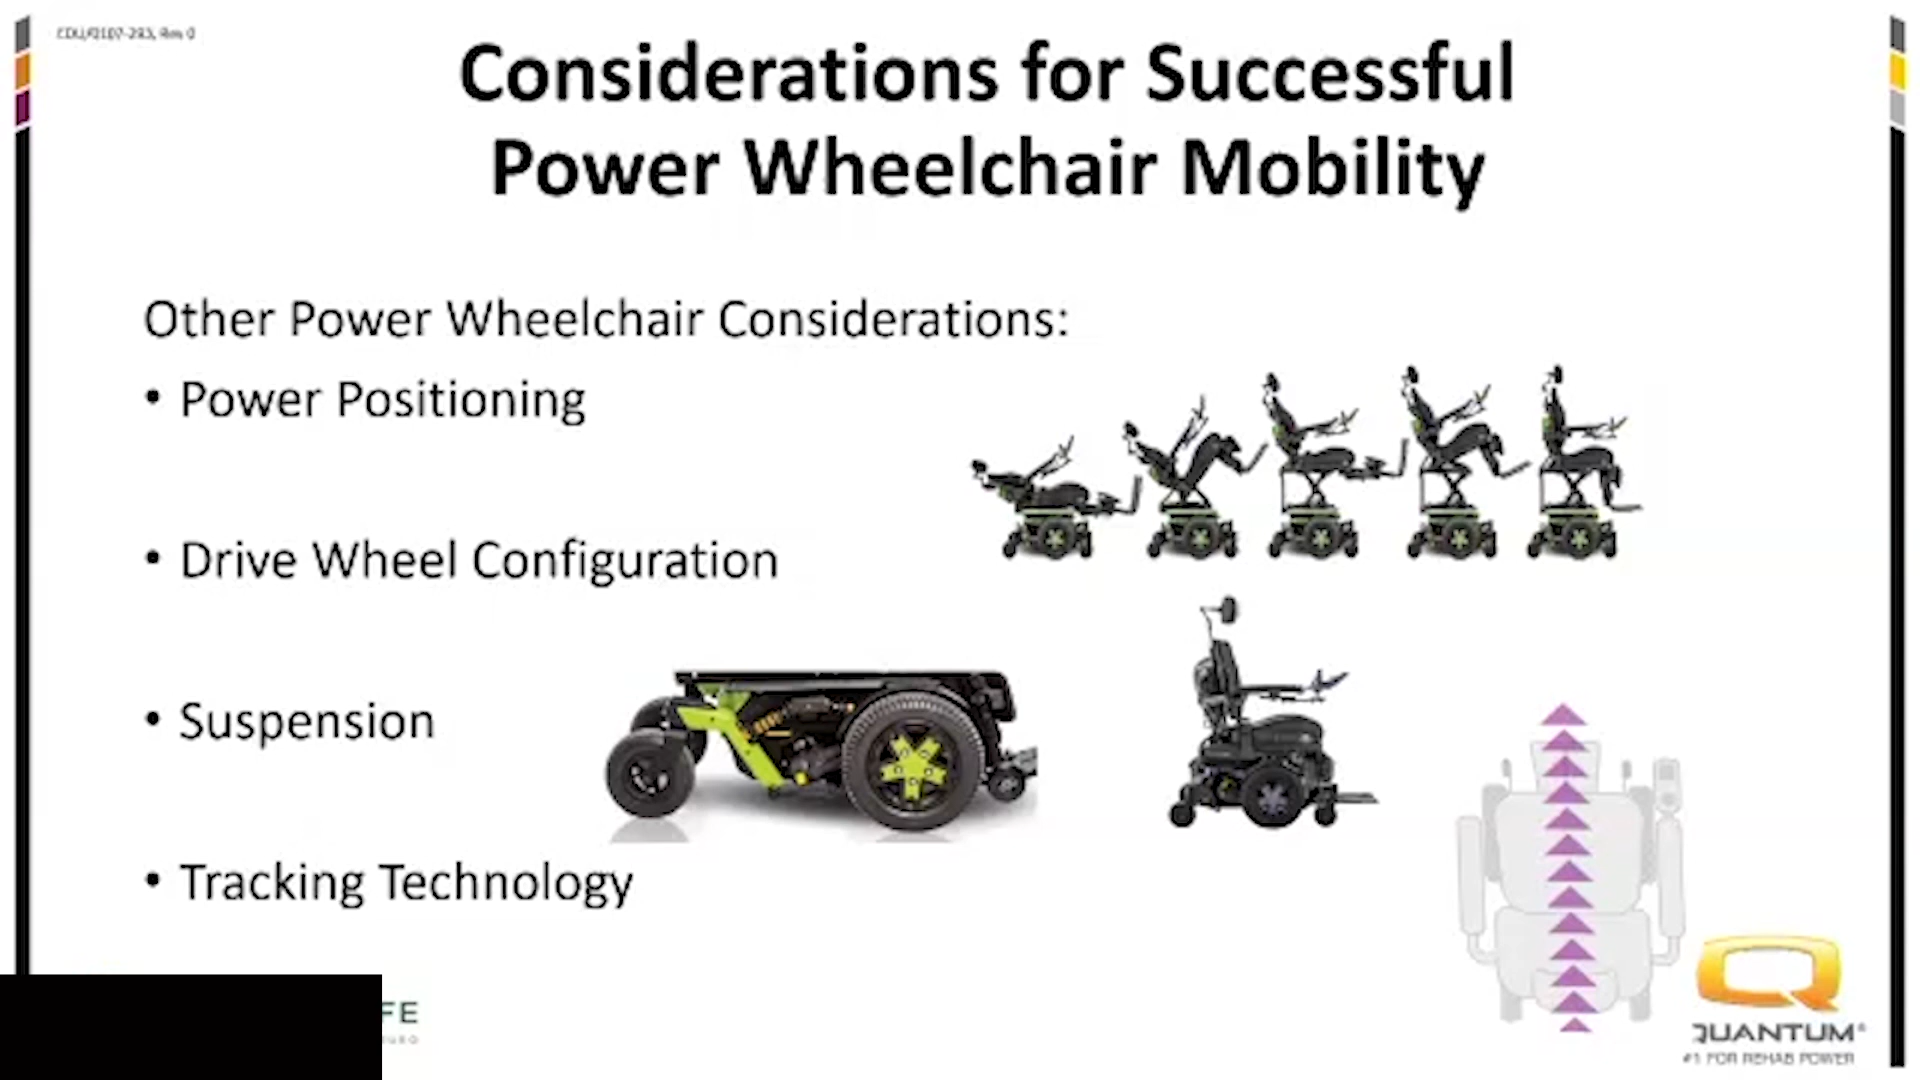 Considerations for Successful
Power Wheelchair Mobility
Other Power Wheelchair Considerations:
• Power Positioning
• Drive Wheel Configuration
• Suspension
• Tracking Technology
FE
QUANTUM®
#1 FOR REHAB POWER